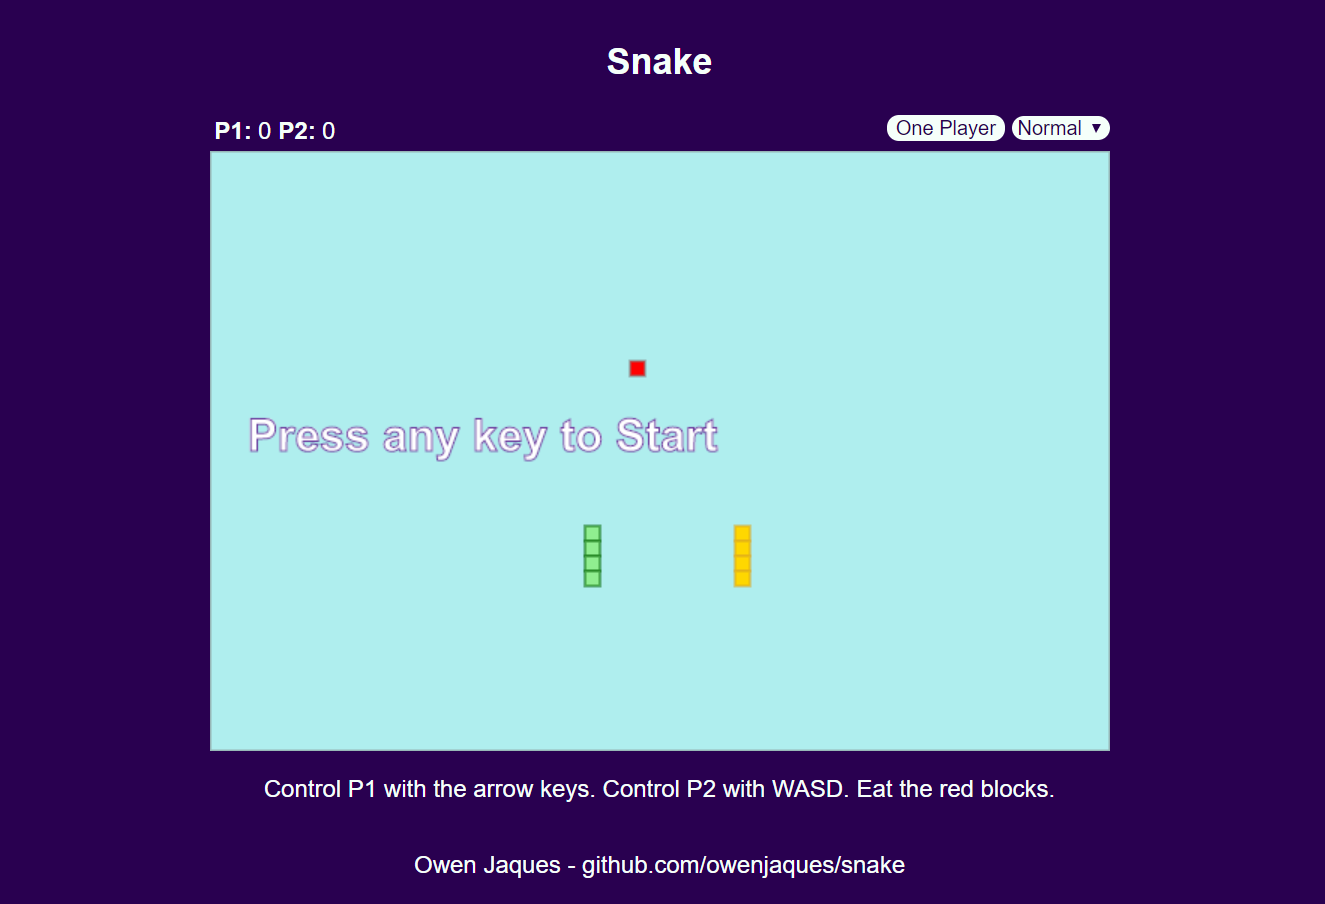 Snake
P1: 0 P2: 0
One Player
Normal ▼
Press any key to Start
Control P1 with the arrow keys. Control P2 with WASD. Eat the red blocks.
Owen Jaques - github.com/owenjaques/snake